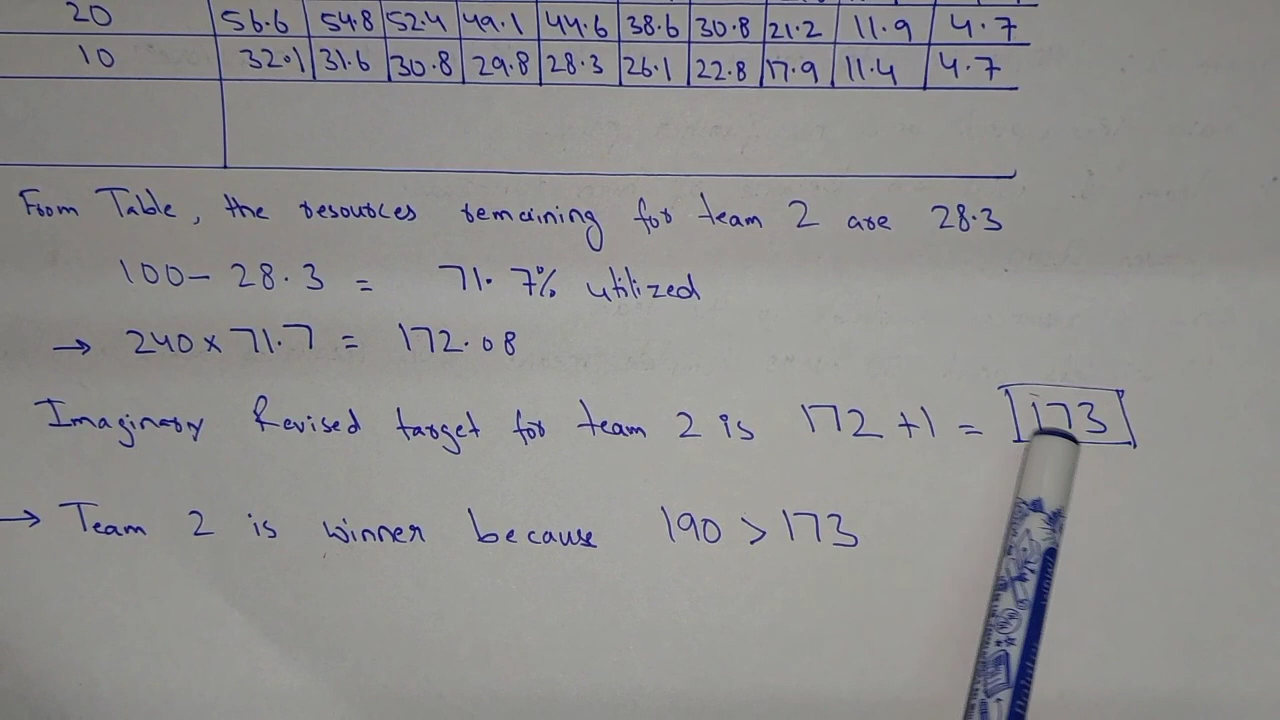 20 56.6 54.8 52.4 49.1 44.6 38.6 30.8 21.2 11.9 4.7
10 32.1 31.6 30.8 29.8 28.3 26.1 22.8 17.9 11.4 4.7
From Table, the resources remaining for team 2 are 28.3
100 - 28.3 = 71.7% utilized
→ 240 x 71.7 = 172.08
Imaginary Revised target for team 2 is 172 + 1 = 173
→ Team 2 is winner because 190 > 173